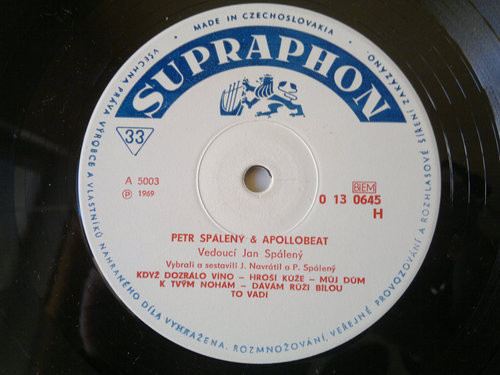 • MADE IN CZECHOSLOVAKIA •
VŠECHNA PRÁVA VÝROBCE A VLASTNÍKŮ NAHRANÉHO DÍLA VYHRAŽENA. ROZMNOŽOVÁNÍ, VEŘEJNÉ PROVOZOVÁNÍ A ROZHLASOVÉ ŠÍŘENÍ ZAKÁZÁNO.
SUPRAPHON
33
A 5003
℗ 1969
BIEM
0 13 0645
H
PETR SPÁLENÝ & APOLLOBEAT
Vedoucí Jan Spálený
Vybrali a sestavili J. Navrátil a P. Spálený
KDYŽ DOZRÁLO VÍNO – HROŠÍ KŮŽE – MŮJ DŮM
K TVÝM NOHÁM – DÁVÁM RŮŽI BÍLOU
TO VADÍ